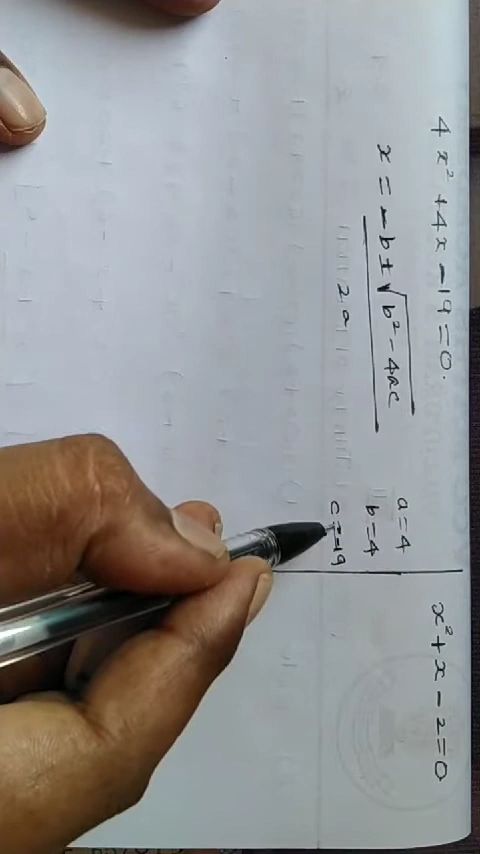 4x² + 4x - 19 = 0.
x = -b ± √b² - 4ac
2a
a = 4
b = 4
c = -19
x² + x - 2 = 0